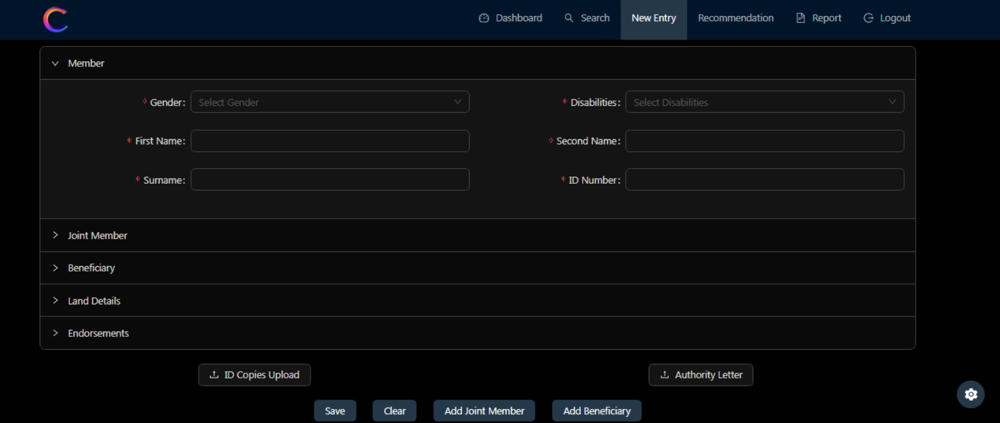 Dashboard Search New Entry Recommendation Report Logout
Member
* Gender: Select Gender * Disabilities: Select Disabilities
* First Name: * Second Name:
* Surname: * ID Number:
Joint Member
Beneficiary
Land Details
Endorsements
ID Copies Upload Authority Letter
Save Clear Add Joint Member Add Beneficiary